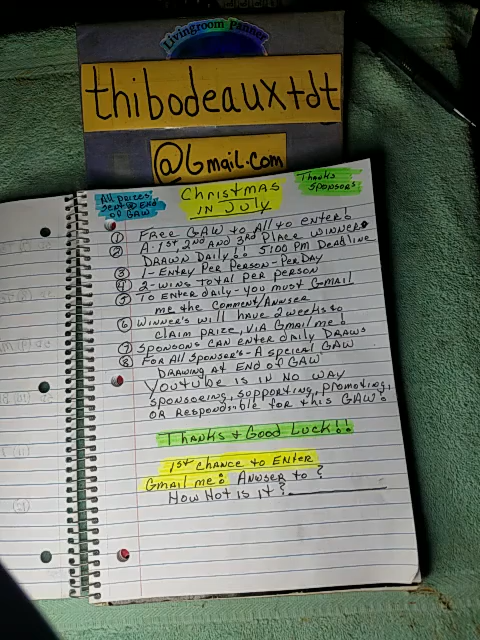 Livingroom Panner
thibodeauxtdt
@Gmail.com
All prizes
sent @ End
of GAW
Christmas
in July
Thanks
Sponsors
① Free GAW to All to enter!
② A 1st, 2nd and 3rd Place Winner
Drawn Daily!! 5:00 PM Deadline
③ 1-Entry Per Person-Per Day
④ 2-wins Total Per person
⑤ To Enter daily-you must Gmail
me the Comment/Annser
⑥ Winner's will have 2 weeks to
claim prize, via Gmail me!
⑦ Sponsors can enter daily Draws
⑧ For All Sponser's-A special GAW
Drawing at End of GAW
Youtube is in no way
sponsoring, supporting, promoting,
or Responsible for this GAW!
Thanks & Good Luck!!
1st chance to Enter
Gmail me! Annser to?
How Hot is it?